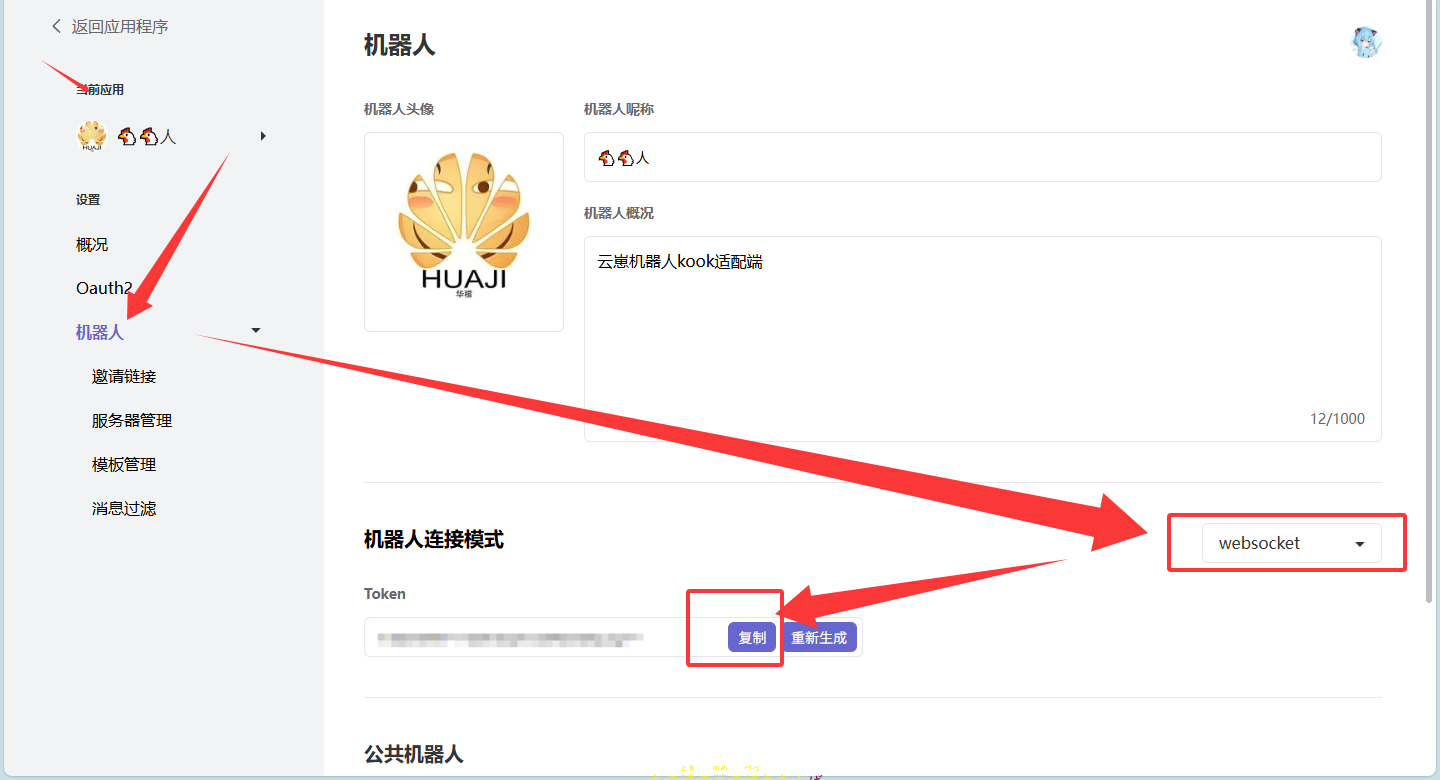 返回应用程序
当前应用
🐔🐔人
设置
概况
Oauth2
机器人
邀请链接
服务器管理
模板管理
消息过滤
机器人
机器人头像
HUAJI
华稽
机器人昵称
🐔🐔人
机器人概况
云崽机器人kook适配端
12/1000
机器人连接模式
websocket
Token
复制
重新生成
公共机器人